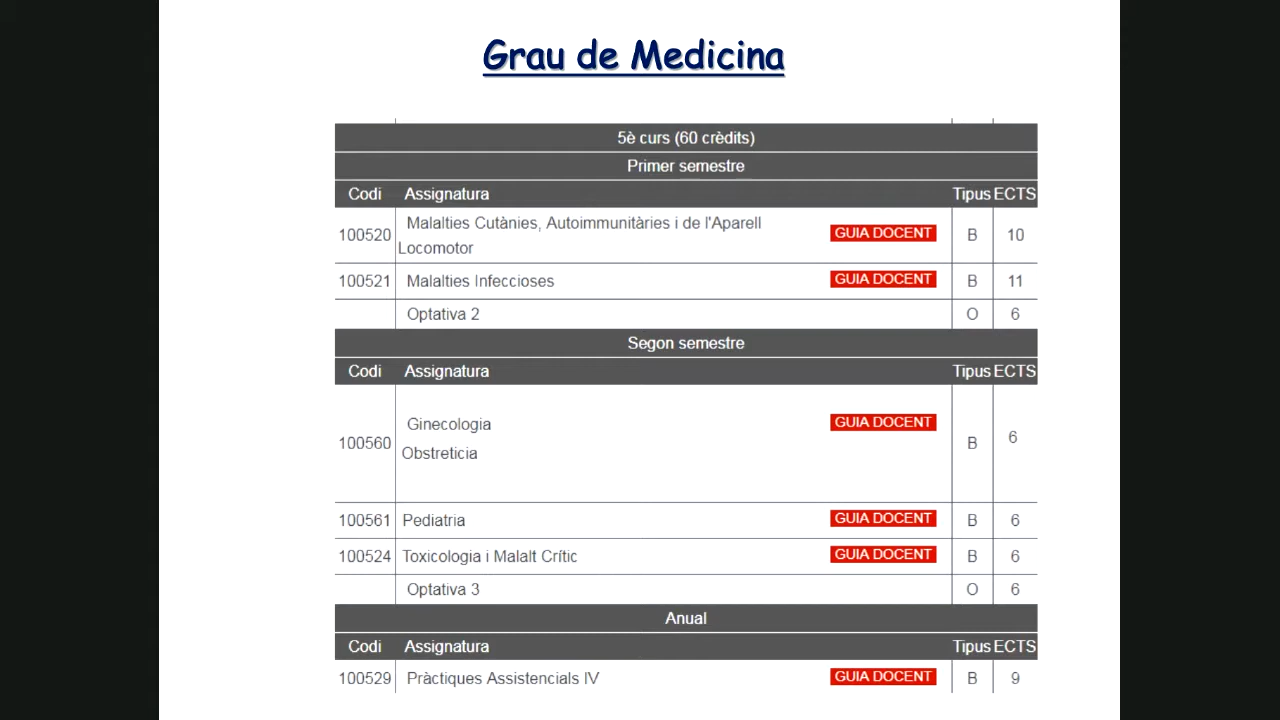 Grau de Medicina
5è curs (60 crèdits)
Primer semestre
Codi Assignatura Tipus ECTS
100520 Malalties Cutànies, Autoimmunitàries i de l'Aparell Locomotor GUIA DOCENT B 10
100521 Malalties Infeccioses GUIA DOCENT B 11
Optativa 2 O 6
Segon semestre
Codi Assignatura Tipus ECTS
100560 Ginecologia Obstreticia GUIA DOCENT B 6
100561 Pediatria GUIA DOCENT B 6
100524 Toxicologia i Malalt Crític GUIA DOCENT B 6
Optativa 3 O 6
Anual
Codi Assignatura Tipus ECTS
100529 Pràctiques Assistencials IV GUIA DOCENT B 9